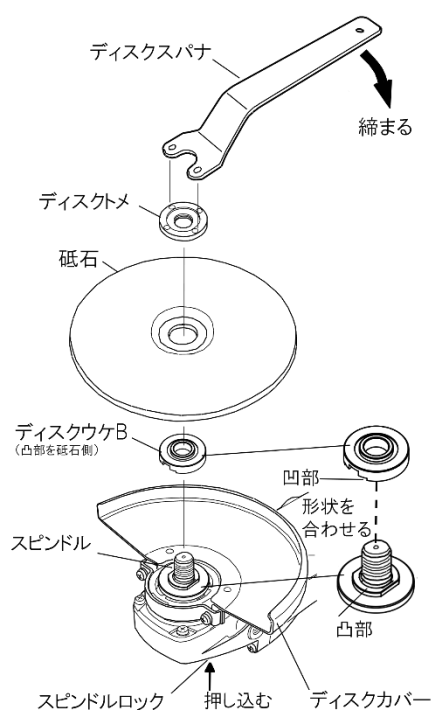 ディスクスパナ
締まる
ディスクトメ
砥石
ディスクウケB
（凸部を砥石側）
凹部
形状を
合わせる
スピンドル
凸部
スピンドルロック
押し込む
ディスクカバー